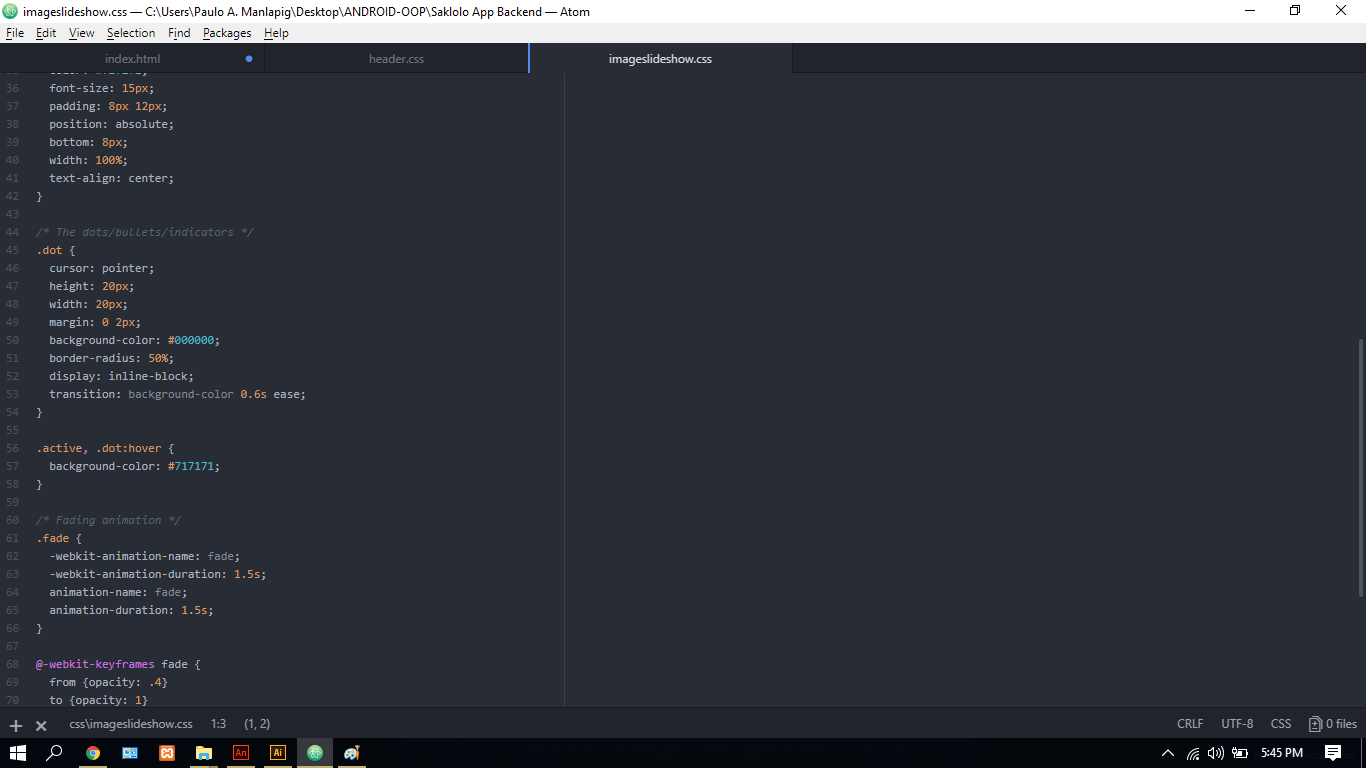 imageslideshow.css — C:\Users\Paulo A. Manlapig\Desktop\ANDROID-OOP\Saklolo App Backend — Atom
File Edit View Selection Find Packages Help
index.html header.css imageslideshow.css
36 font-size: 15px;
37 padding: 8px 12px;
38 position: absolute;
39 bottom: 8px;
40 width: 100%;
41 text-align: center;
42 }
43
44 /* The dots/bullets/indicators */
45 .dot {
46 cursor: pointer;
47 height: 20px;
48 width: 20px;
49 margin: 0 2px;
50 background-color: #000000;
51 border-radius: 50%;
52 display: inline-block;
53 transition: background-color 0.6s ease;
54 }
55
56 .active, .dot:hover {
57 background-color: #717171;
58 }
59
60 /* Fading animation */
61 .fade {
62 -webkit-animation-name: fade;
63 -webkit-animation-duration: 1.5s;
64 animation-name: fade;
65 animation-duration: 1.5s;
66 }
67
68 @-webkit-keyframes fade {
69 from {opacity: .4}
70 to {opacity: 1}
css\imageslideshow.css 1:3 (1, 2) CRLF UTF-8 CSS 0 files
An Ai 5:45 PM